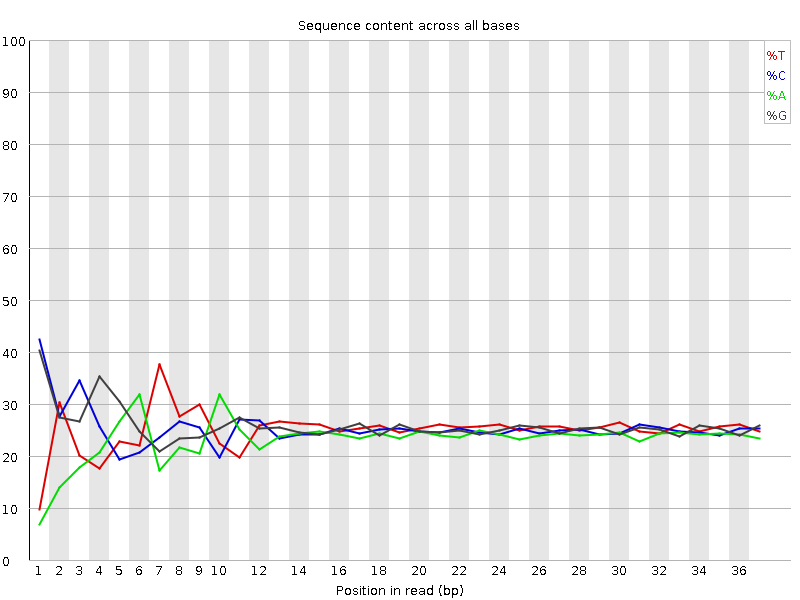 Sequence content across all bases
100
90
80
70
60
50
40
30
20
10
0
%T
%C
%A
%G
1 2 3 4 5 6 7 8 9 10 12 14 16 18 20 22 24 26 28 30 32 34 36
Position in read (bp)